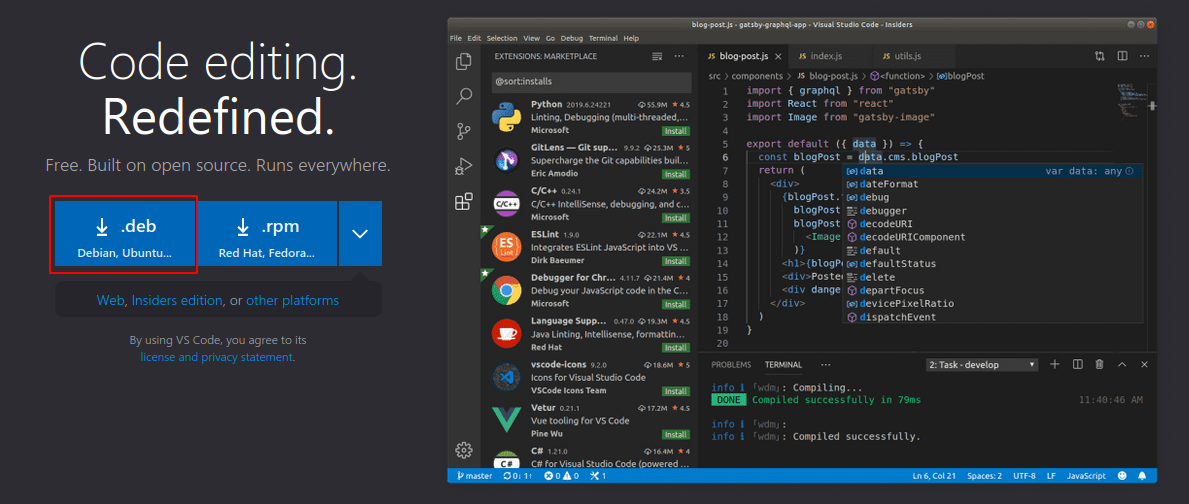 Code editing.
Redefined.
Free. Built on open source. Runs everywhere.
.deb
Debian, Ubuntu...
.rpm
Red Hat, Fedora...
Web, Insiders edition, or other platforms
By using VS Code, you agree to its
license and privacy statement.
blog-post.js - gatsby-graphql-app - Visual Studio Code - Insiders
File Edit Selection View Go Debug Terminal Help
EXTENSIONS: MARKETPLACE
@sort:installs
Python 2019.6.24221 55.9M ★ 4.5
Linting, Debugging (multi-threaded,...
Microsoft Install
GitLens — Git sup... 9.9.2 23.3M ★ 5
Supercharge the Git capabilities buil...
Eric Amodio Install
C/C++ 0.24.1 24.2M ★ 3.5
C/C++ IntelliSense, debugging, and c...
Microsoft Install
ESLint 1.9.0 22.1M ★ 4.5
Integrates ESLint JavaScript into VS ...
Dirk Baeumer Install
Debugger for Chr... 4.11.7 21.4M ★ 4
Debug your JavaScript code in the C...
Microsoft Install
Language Supp... 0.47.0 19.3M ★ 4.5
Java Linting, Intellisense, formattin...
Red Hat Install
vscode-icons 9.2.0 18.6M ★ 5
Icons for Visual Studio Code
VSCode Icons Team Install
Vetur 0.21.1 17.2M ★ 4.5
Vue tooling for VS Code
Pine Wu Install
C# 1.21.0 16.4M ★ 4
C# for Visual Studio Code (powered ...
JS blog-post.js JS index.js JS utils.js
src > components > JS blog-post.js > <function> > blogPost
1 import { graphql } from "gatsby"
2 import React from "react"
3 import Image from "gatsby-image"
4
5 export default ({ data }) => {
6 const blogPost = data.cms.blogPost
7 return (
8 <div>
9 {blogPost.
10 blogPost
11 blogPost
12 <Image
13 )}
14 <h1>{blogP
15 <div>Poste
16 <div dange
17 </div>
18 )
19 }
20
data var data: any
dateFormat
debug
debugger
decodeURI
decodeURIComponent
default
defaultStatus
delete
departFocus
devicePixelRatio
dispatchEvent
PROBLEMS TERMINAL ... 2: Task - develop
info ℹ 「wdm」: Compiling...
DONE Compiled successfully in 79ms 11:40:46 AM
info ℹ 「wdm」:
info ℹ 「wdm」: Compiled successfully.
master 0↓ 1↑ 0 0 1 Ln 6, Col 21 Spaces: 2 UTF-8 LF JavaScript